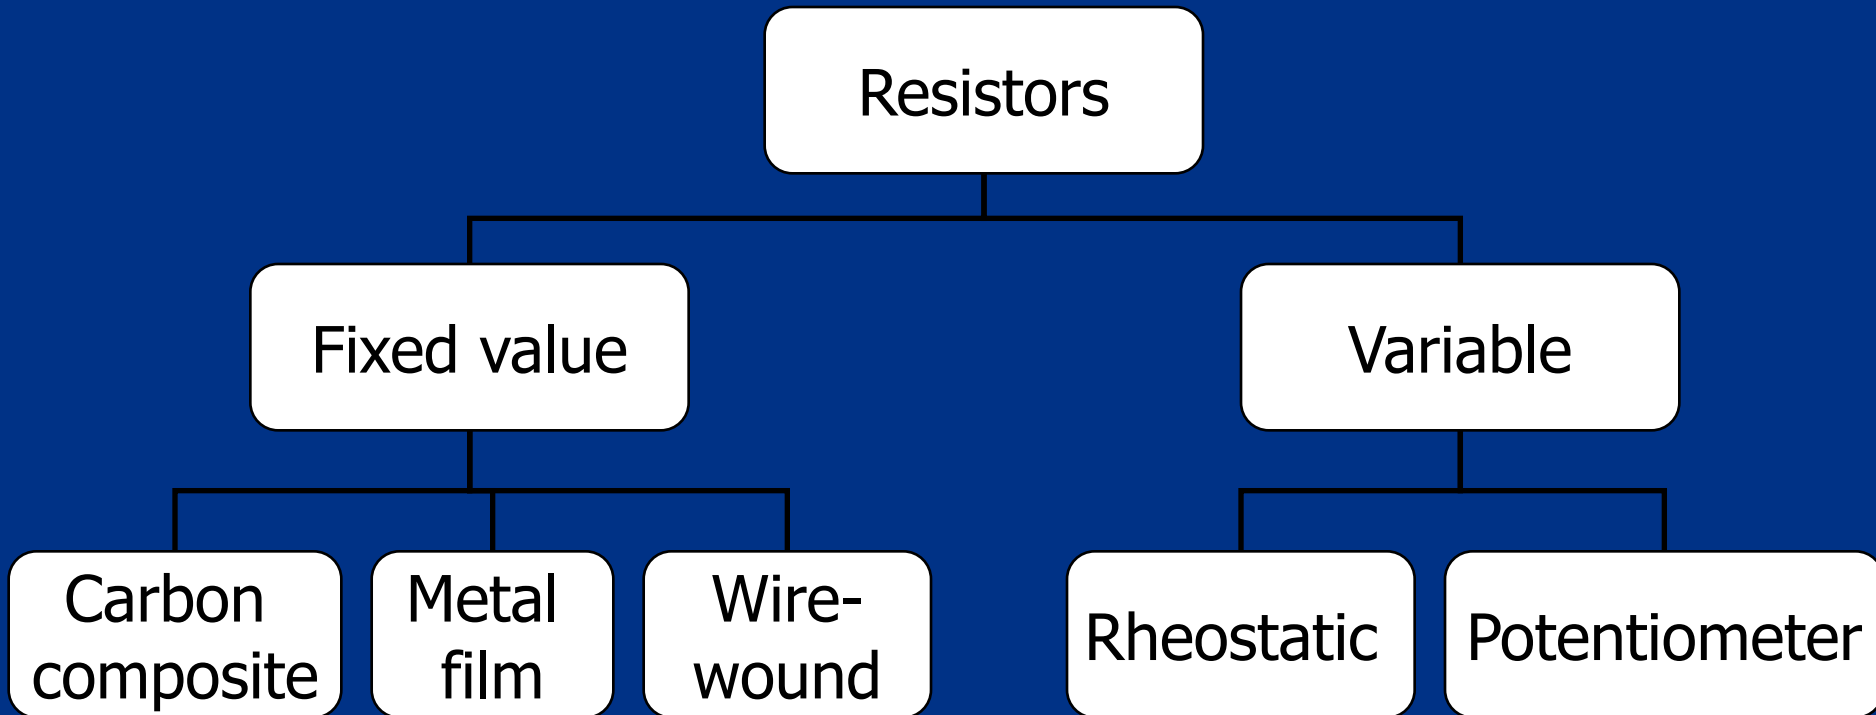 Resistors
Fixed value
Variable
Carbon
composite
Metal
film
Wire-
wound
Rheostatic
Potentiometer